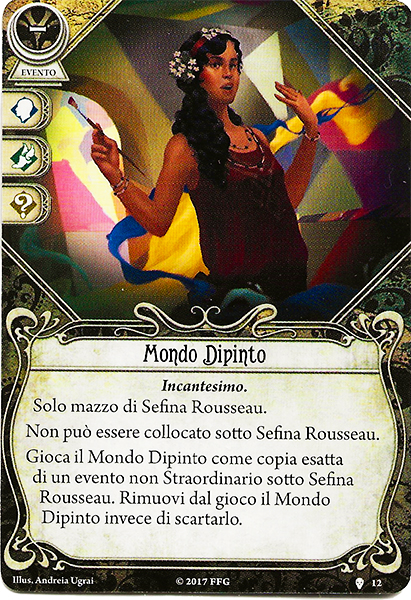 EVENTO
Mondo Dipinto
Incantesimo.
Solo mazzo di Sefina Rousseau.
Non può essere collocato sotto Sefina Rousseau.
Gioca il Mondo Dipinto come copia esatta
di un evento non Straordinario sotto Sefina
Rousseau. Rimuovi dal gioco il Mondo
Dipinto invece di scartarlo.
Illus. Andreia Ugrai
© 2017 FFG
12